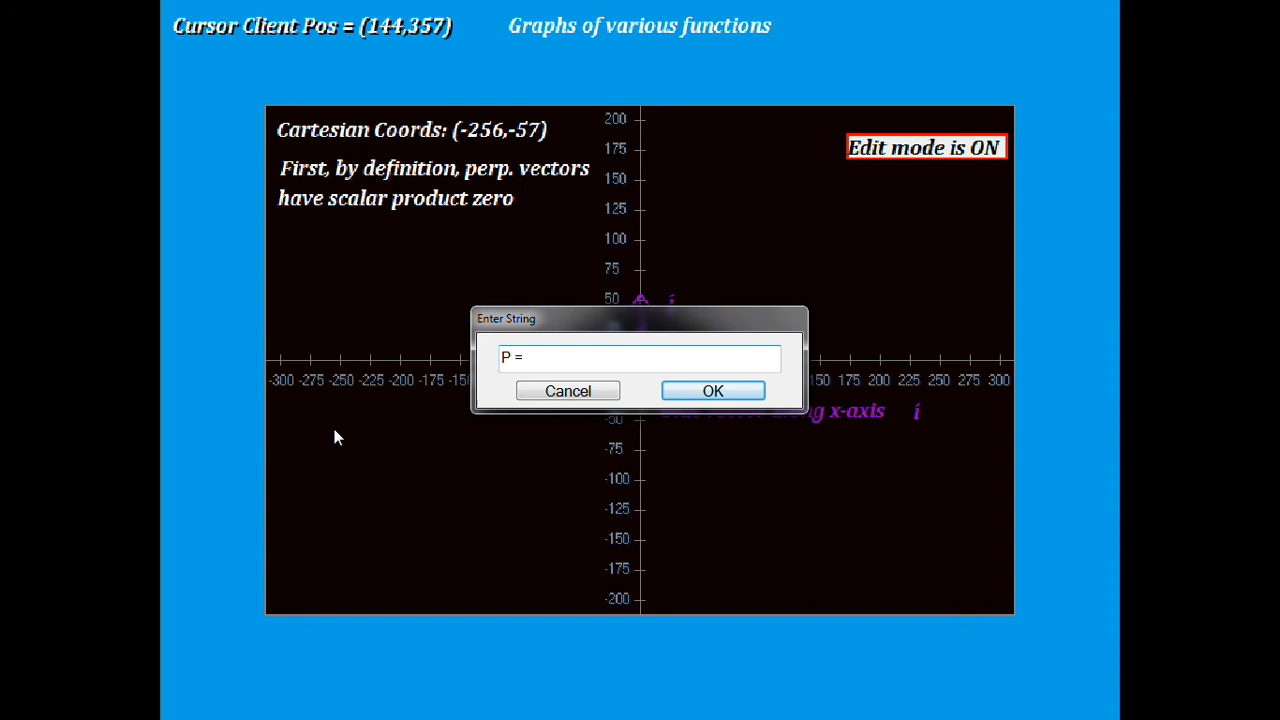 Cursor Client Pos = (144,357)
Graphs of various functions
Cartesian Coords: (-256,-57)
First, by definition, perp. vectors
have scalar product zero
Edit mode is ON
200
175
150
125
100
75
50
i
Enter String
P =
Cancel
OK
-300 -275 -250 -225 -200 -175 150 175 200 225 250 275 300
x-axis i
-50
-75
-100
-125
-150
-175
-200